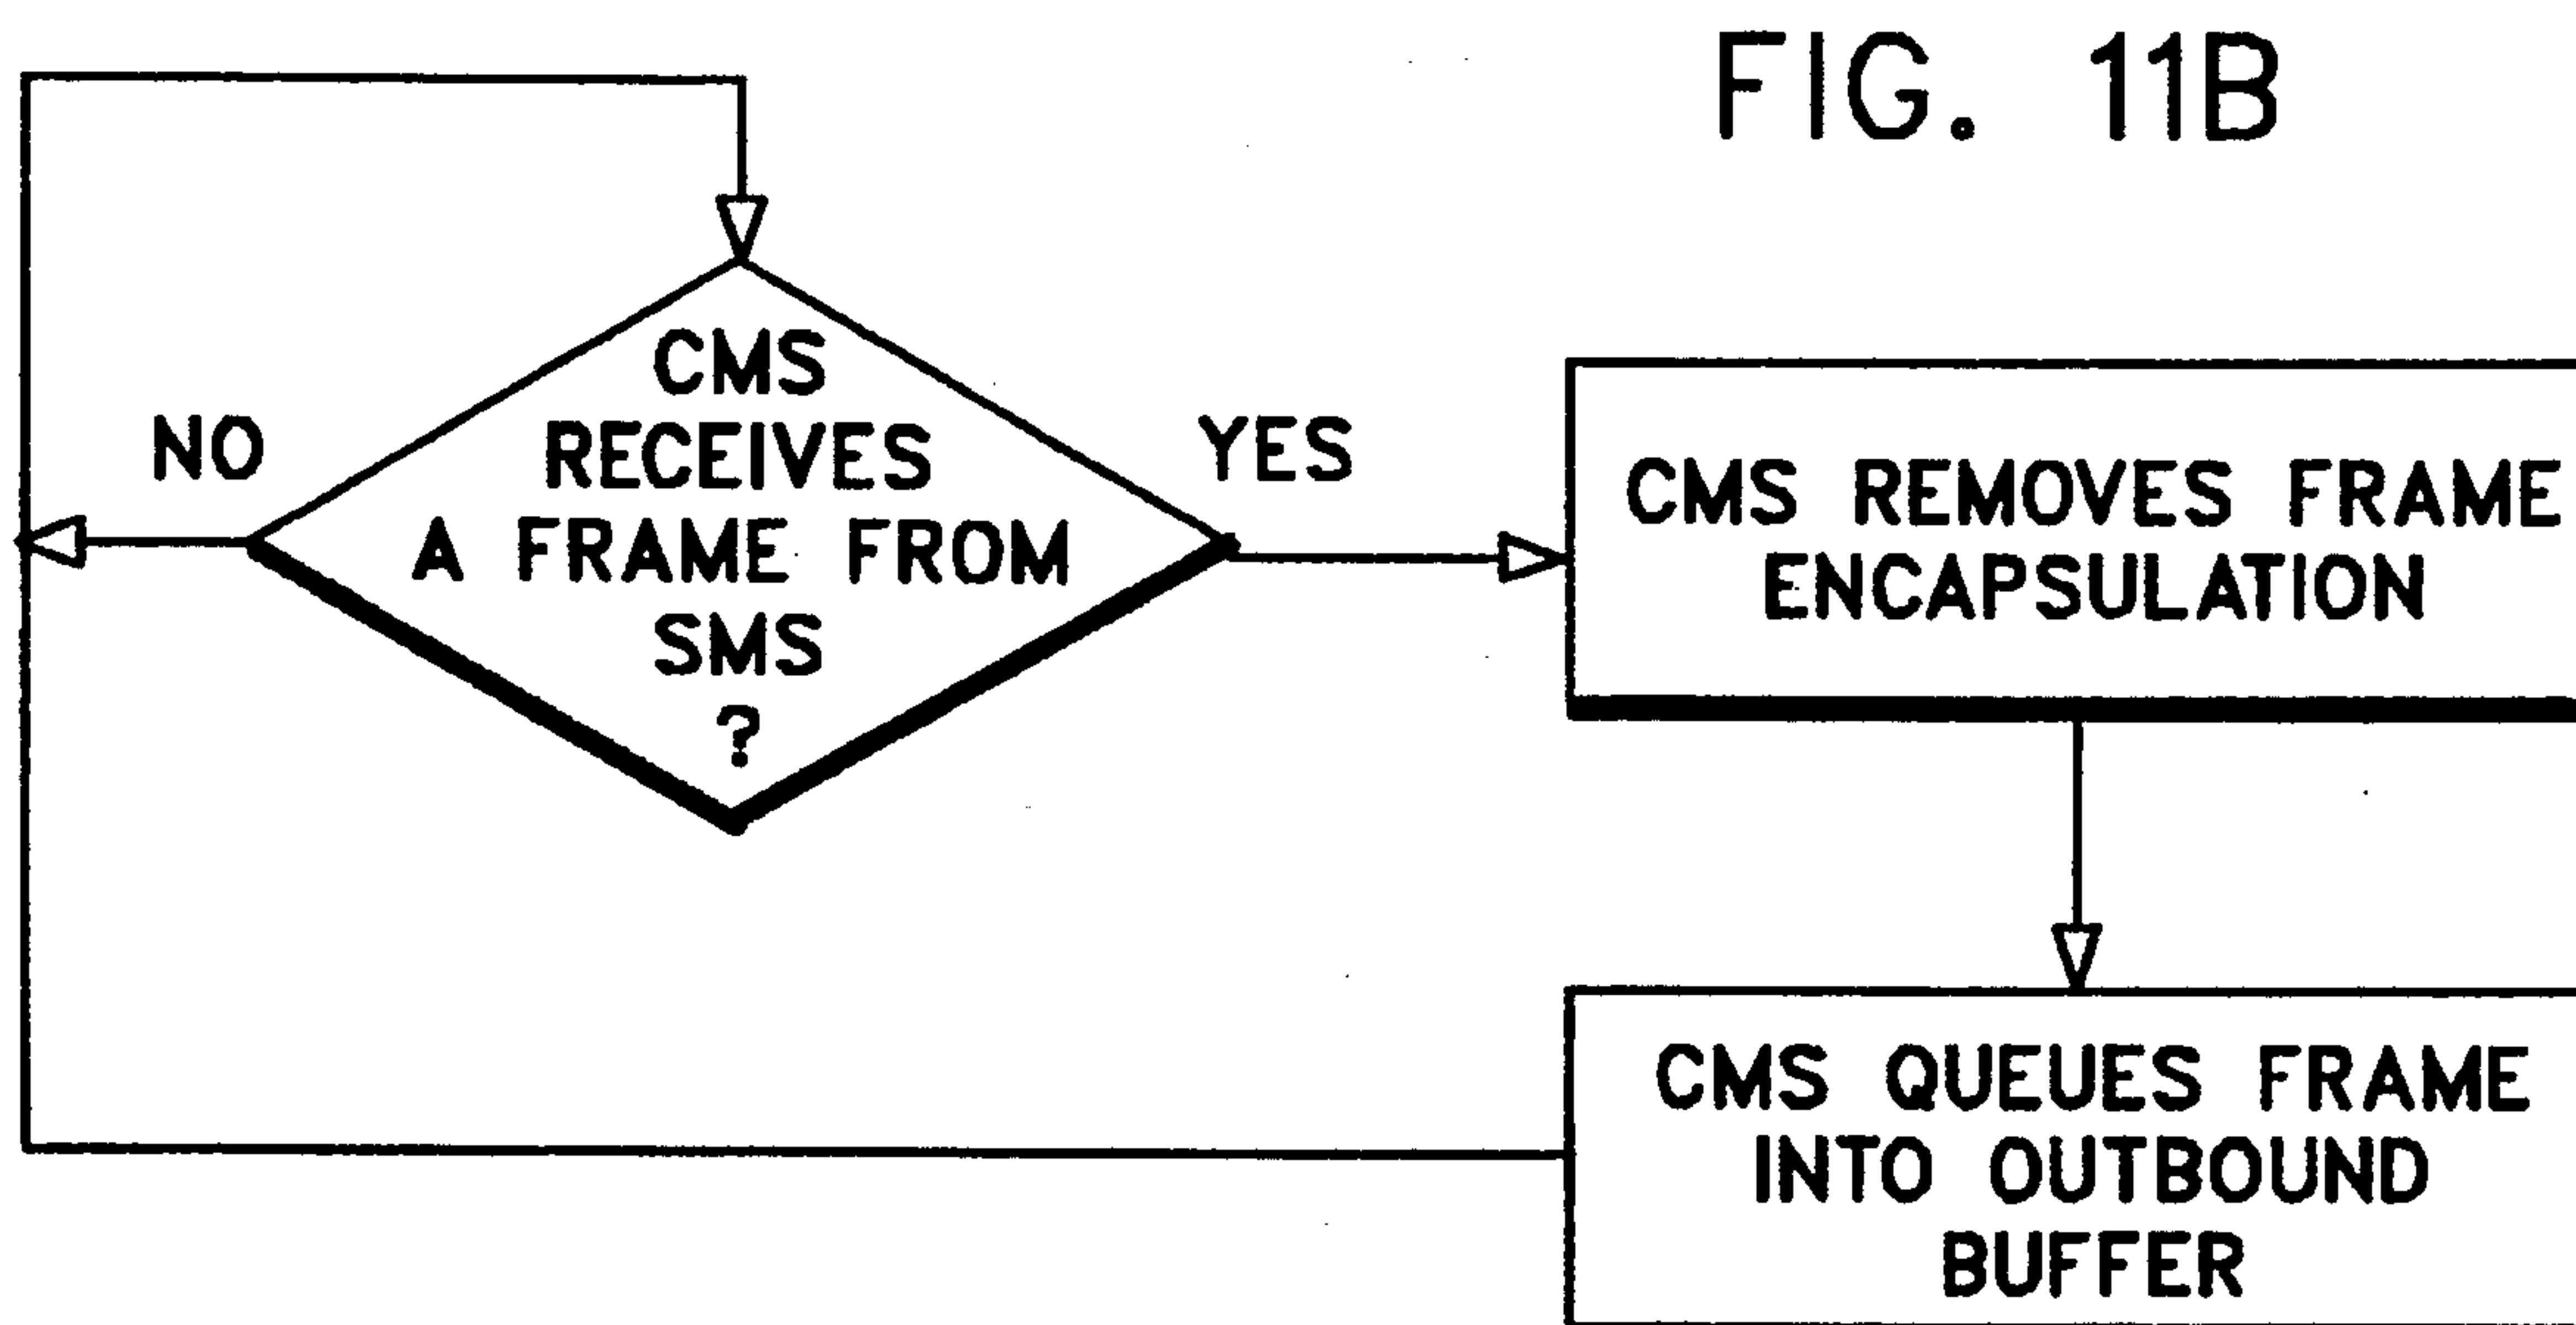 FIG. 11B
CMS
RECEIVES
A FRAME FROM
SMS
?
NO
YES
CMS REMOVES FRAME
ENCAPSULATION
CMS QUEUES FRAME
INTO OUTBOUND
BUFFER